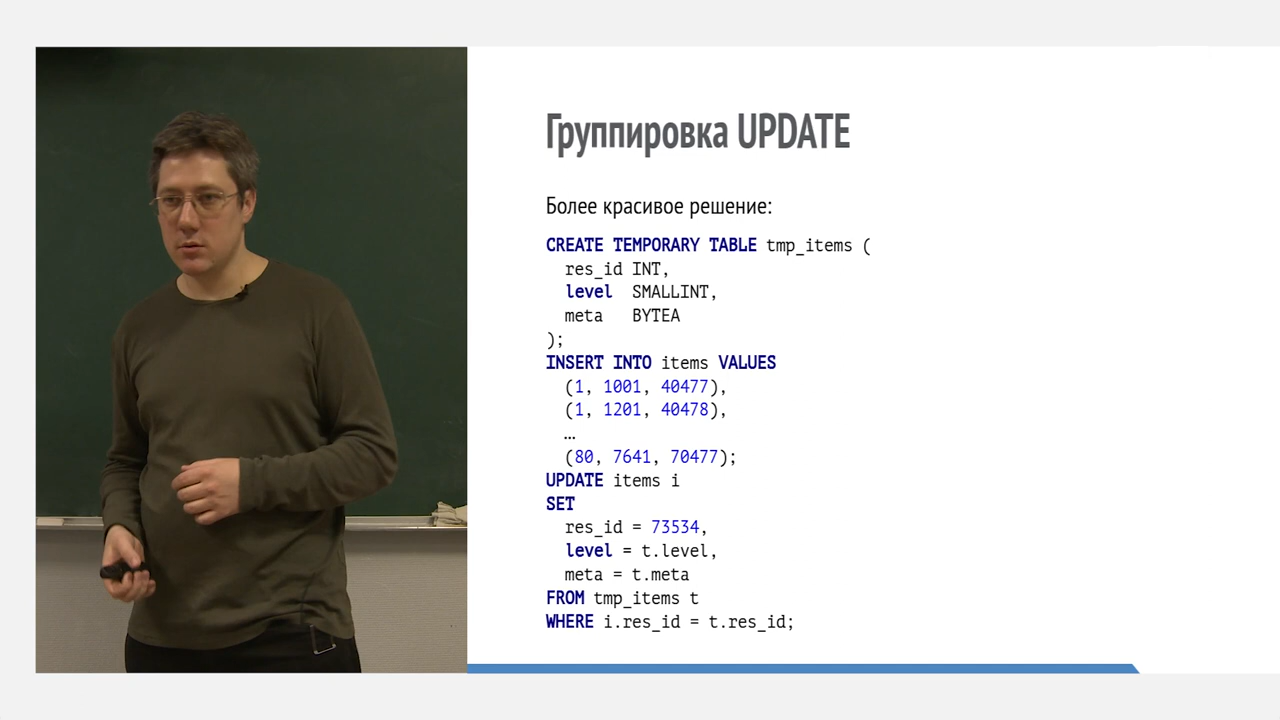 Группировка UPDATE
Более красивое решение:
CREATE TEMPORARY TABLE tmp_items (
res_id INT,
level SMALLINT,
meta BYTEA
);
INSERT INTO items VALUES
(1, 1001, 40477),
(1, 1201, 40478),
…
(80, 7641, 70477);
UPDATE items i
SET
res_id = 73534,
level = t.level,
meta = t.meta
FROM tmp_items t
WHERE i.res_id = t.res_id;